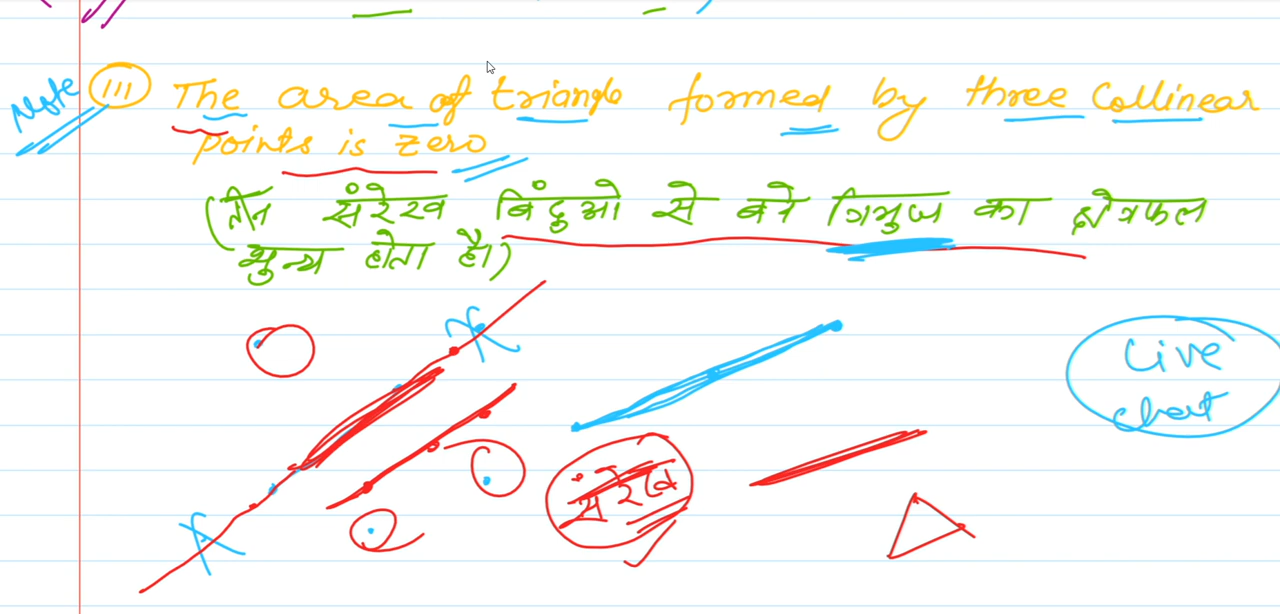 Note (iii) The area of triangle formed by three Collinear
points is zero
(तीन संरेख बिंदुओ से बने त्रिभुज का क्षेत्रफल
शुन्य होता है।)
Live
chat
संरेख